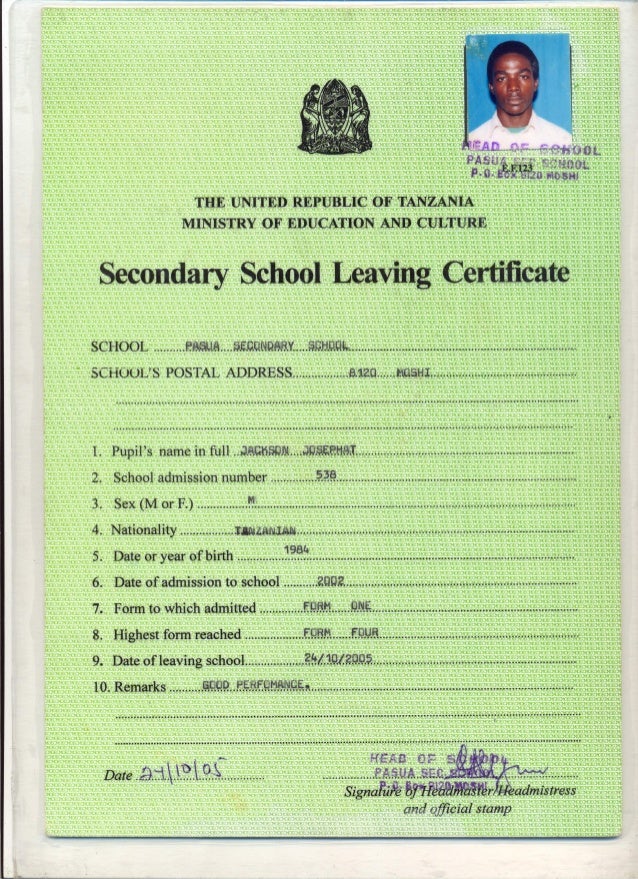 HEAD OF SCHOOL
PASUA SEC SCHOOL
E.F123
P.O. Box 8120 MOSHI
THE UNITED REPUBLIC OF TANZANIA
MINISTRY OF EDUCATION AND CULTURE
Secondary School Leaving Certificate
SCHOOL PASUA SECONDARY SCHOOL
SCHOOL'S POSTAL ADDRESS 8120 MOSHI
1. Pupil's name in full JACKSON JOSEPHAT
2. School admission number 538
3. Sex (M or F.) M
4. Nationality TANZANIAN
5. Date or year of birth 1984
6. Date of admission to school 2002
7. Form to which admitted FORM ONE
8. Highest form reached FORM FOUR
9. Date of leaving school 24/10/2005
10. Remarks GOOD PERFOMANCE.
HEAD OF SCHOOL
PASUA SEC. SCHOOL
P.O. Box 8120 MOSHI
Date 24/10/05
Signature of Headmaster/Headmistress
and official stamp